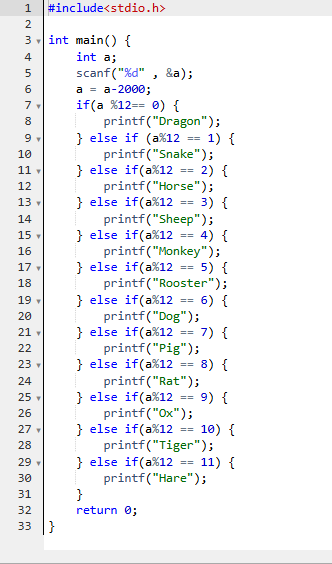 1 #include<stdio.h>
2
3 int main() {
4 int a;
5 scanf("%d" , &a);
6 a = a-2000;
7 if(a %12== 0) {
8 printf("Dragon");
9 } else if (a%12 == 1) {
10 printf("Snake");
11 } else if(a%12 == 2) {
12 printf("Horse");
13 } else if(a%12 == 3) {
14 printf("Sheep");
15 } else if(a%12 == 4) {
16 printf("Monkey");
17 } else if(a%12 == 5) {
18 printf("Rooster");
19 } else if(a%12 == 6) {
20 printf("Dog");
21 } else if(a%12 == 7) {
22 printf("Pig");
23 } else if(a%12 == 8) {
24 printf("Rat");
25 } else if(a%12 == 9) {
26 printf("Ox");
27 } else if(a%12 == 10) {
28 printf("Tiger");
29 } else if(a%12 == 11) {
30 printf("Hare");
31 }
32 return 0;
33 }